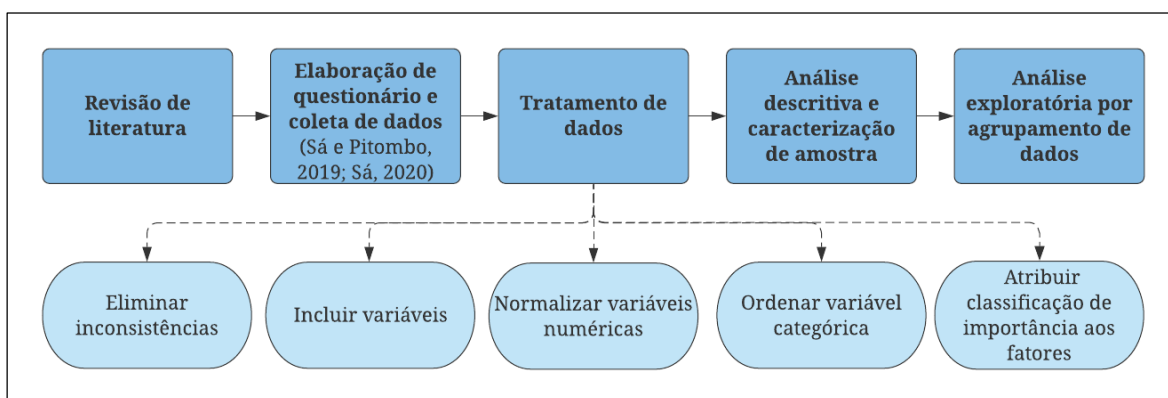 Revisão de
literatura
Elaboração de
questionário e
coleta de dados
(Sá e Pitombo,
2019; Sá, 2020)
Tratamento de
dados
Análise
descritiva e
caracterização
de amostra
Análise
exploratória por
agrupamento de
dados
Eliminar
inconsistências
Incluir variáveis
Normalizar variáveis
numéricas
Ordenar variável
categórica
Atribuir
classificação de
importância aos
fatores